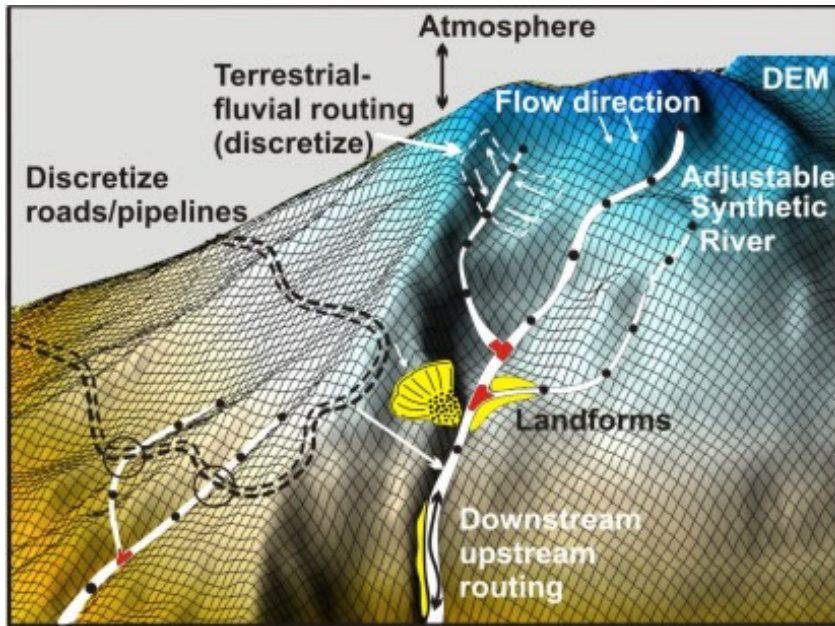 Atmosphere
Terrestrial-
fluvial routing
(discretize)
DEM
Flow direction
Discretize
roads/pipelines
Adjustable
Synthetic
River
Landforms
Downstream
upstream
routing